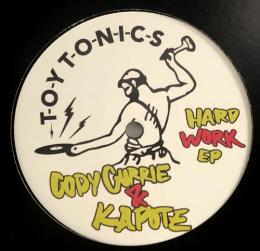 T-O-Y T-O-N-I-C-S
HARD
WORK
EP
CODY CURRIE
&
KAPOTE